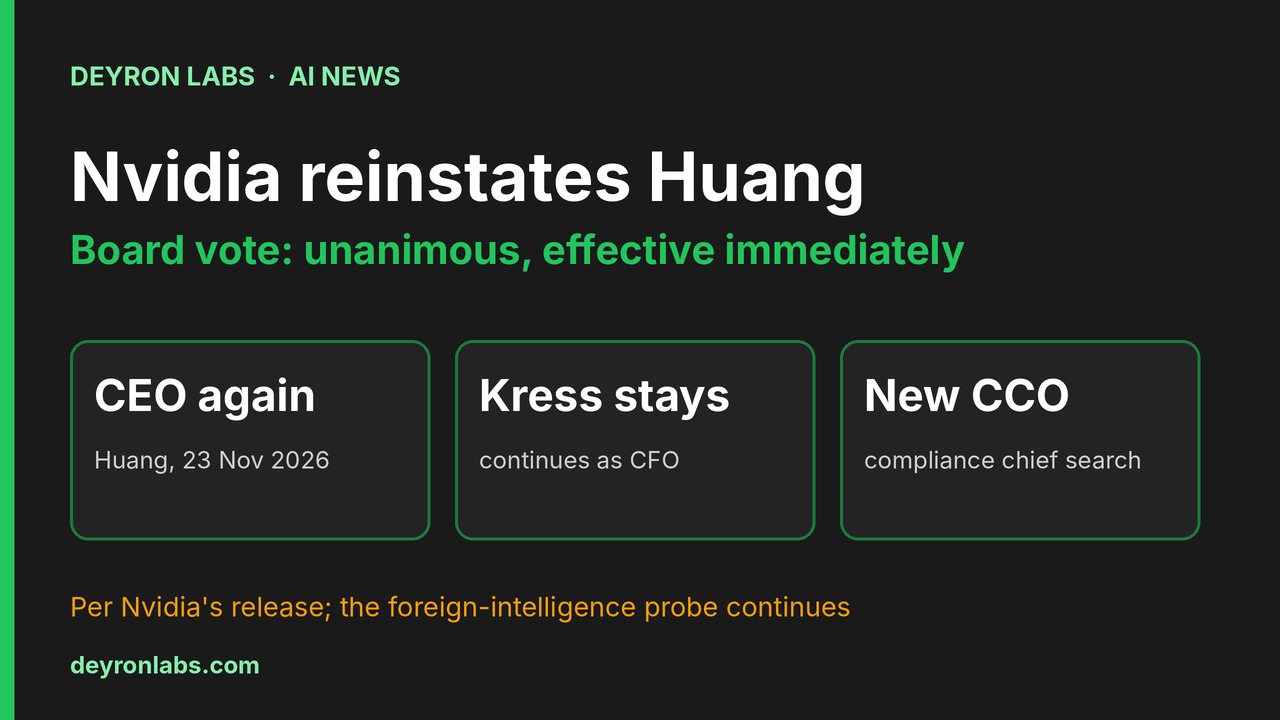 DEYRON LABS · AI NEWS
Nvidia reinstates Huang
Board vote: unanimous, effective immediately
CEO again
Huang, 23 Nov 2026
Kress stays
continues as CFO
New CCO
compliance chief search
Per Nvidia's release; the foreign-intelligence probe continues
deyronlabs.com